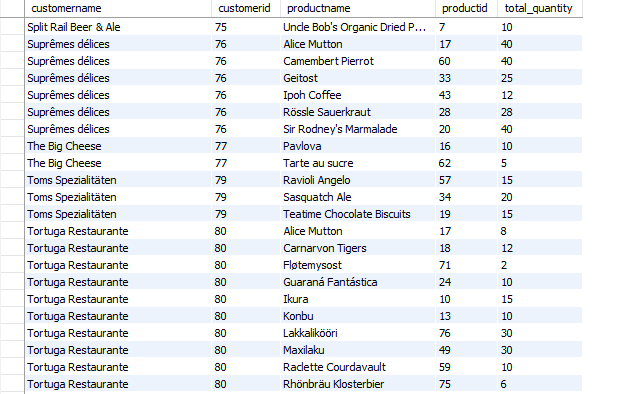 customername customerid productname productid total_quantity
Split Rail Beer & Ale 75 Uncle Bob's Organic Dried P... 7 10
Suprêmes délices 76 Alice Mutton 17 40
Suprêmes délices 76 Camembert Pierrot 60 40
Suprêmes délices 76 Geitost 33 25
Suprêmes délices 76 Ipoh Coffee 43 12
Suprêmes délices 76 Rössle Sauerkraut 28 28
Suprêmes délices 76 Sir Rodney's Marmalade 20 40
The Big Cheese 77 Pavlova 16 10
The Big Cheese 77 Tarte au sucre 62 5
Toms Spezialitäten 79 Ravioli Angelo 57 15
Toms Spezialitäten 79 Sasquatch Ale 34 20
Toms Spezialitäten 79 Teatime Chocolate Biscuits 19 15
Tortuga Restaurante 80 Alice Mutton 17 8
Tortuga Restaurante 80 Carnarvon Tigers 18 12
Tortuga Restaurante 80 Fløtemysost 71 2
Tortuga Restaurante 80 Guaraná Fantástica 24 10
Tortuga Restaurante 80 Ikura 10 15
Tortuga Restaurante 80 Konbu 13 10
Tortuga Restaurante 80 Lakkalikööri 76 30
Tortuga Restaurante 80 Maxilaku 49 30
Tortuga Restaurante 80 Raclette Courdavault 59 10
Tortuga Restaurante 80 Rhönbräu Klosterbier 75 6